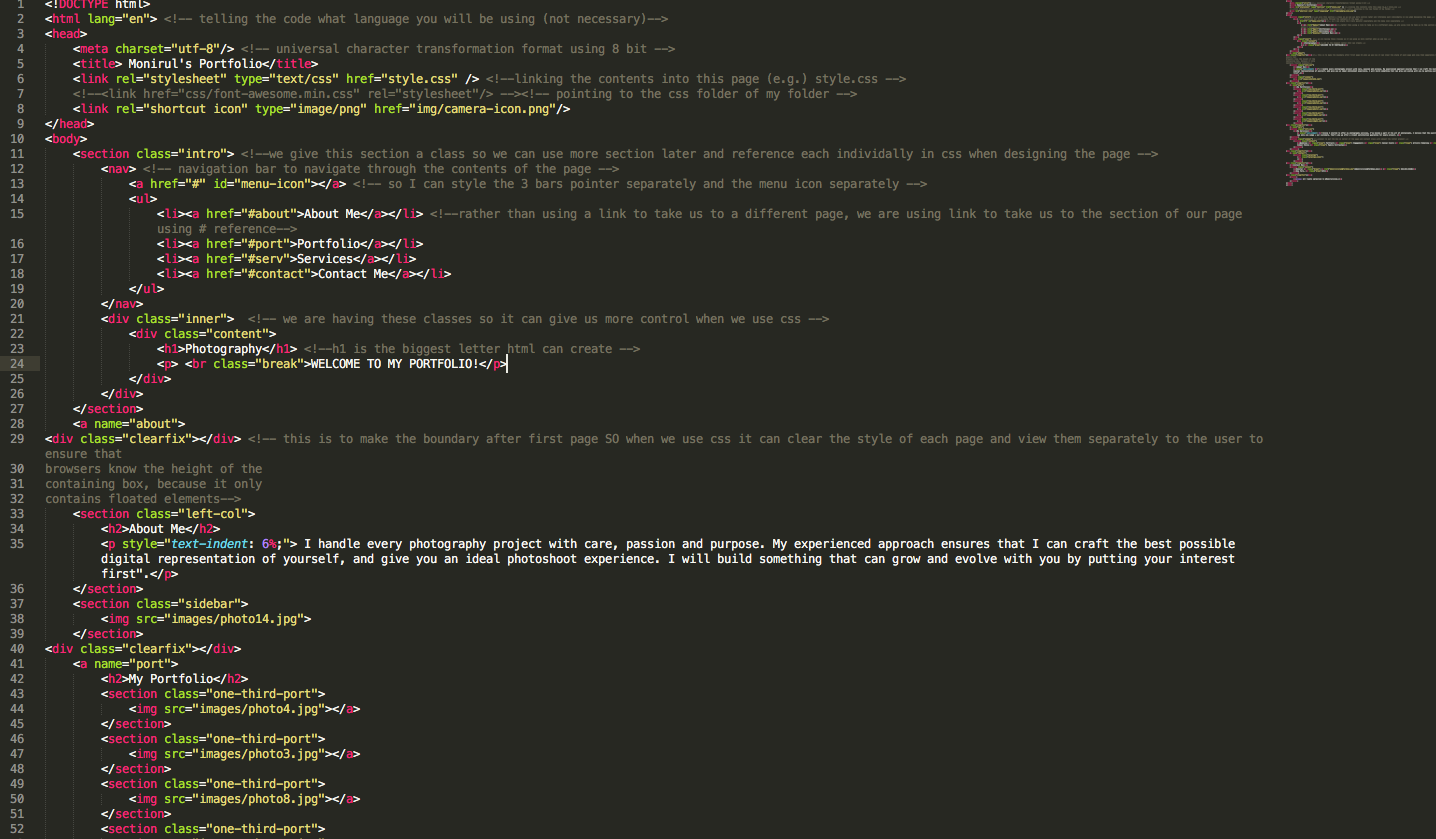 1 <!DOCTYPE html>
2 <html lang="en"> <!-- telling the code what language you will be using (not necessary)-->
3 <head>
4 <meta charset="utf-8"/> <!-- universal character transformation format using 8 bit -->
5 <title> Monirul's Portfolio</title>
6 <link rel="stylesheet" type="text/css" href="style.css" /> <!--linking the contents into this page (e.g.) style.css -->
7 <!--<link href="css/font-awesome.min.css" rel="stylesheet"/> --><!-- pointing to the css folder of my folder -->
8 <link rel="shortcut icon" type="image/png" href="img/camera-icon.png"/>
9 </head>
10 <body>
11 <section class="intro"> <!--we give this section a class so we can use more section later and reference each individally in css when designing the page -->
12 <nav> <!-- navigation bar to navigate through the contents of the page -->
13 <a href="#" id="menu-icon"></a> <!-- so I can style the 3 bars pointer separately and the menu icon separately -->
14 <ul>
15 <li><a href="#about">About Me</a></li> <!--rather than using a link to take us to a different page, we are using link to take us to the section of our page
using # reference-->
16 <li><a href="#port">Portfolio</a></li>
17 <li><a href="#serv">Services</a></li>
18 <li><a href="#contact">Contact Me</a></li>
19 </ul>
20 </nav>
21 <div class="inner">  <!-- we are having these classes so it can give us more control when we use css -->
22 <div class="content">
23 <h1>Photography</h1> <!--h1 is the biggest letter html can create -->
24 <p> <br class="break">WELCOME TO MY PORTFOLIO!</p>
25 </div>
26 </div>
27 </section>
28 <a name="about">
29 <div class="clearfix"></div> <!-- this is to make the boundary after first page SO when we use css it can clear the style of each page and view them separately to the user to
ensure that
30 browsers know the height of the
31 containing box, because it only
32 contains floated elements-->
33 <section class="left-col">
34 <h2>About Me</h2>
35 <p style="text-indent: 6%;"> I handle every photography project with care, passion and purpose. My experienced approach ensures that I can craft the best possible
digital representation of yourself, and give you an ideal photoshoot experience. I will build something that can grow and evolve with you by putting your interest
first".</p>
36 </section>
37 <section class="sidebar">
38 <img src="images/photo14.jpg">
39 </section>
40 <div class="clearfix"></div>
41 <a name="port">
42 <h2>My Portfolio</h2>
43 <section class="one-third-port">
44 <img src="images/photo4.jpg"></a>
45 </section>
46 <section class="one-third-port">
47 <img src="images/photo3.jpg"></a>
48 </section>
49 <section class="one-third-port">
50 <img src="images/photo8.jpg"></a>
51 </section>
52 <section class="one-third-port">